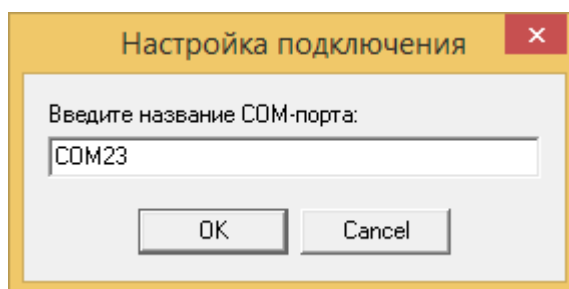 Настройка подключения
Введите название COM-порта:
COM23
OK
Cancel